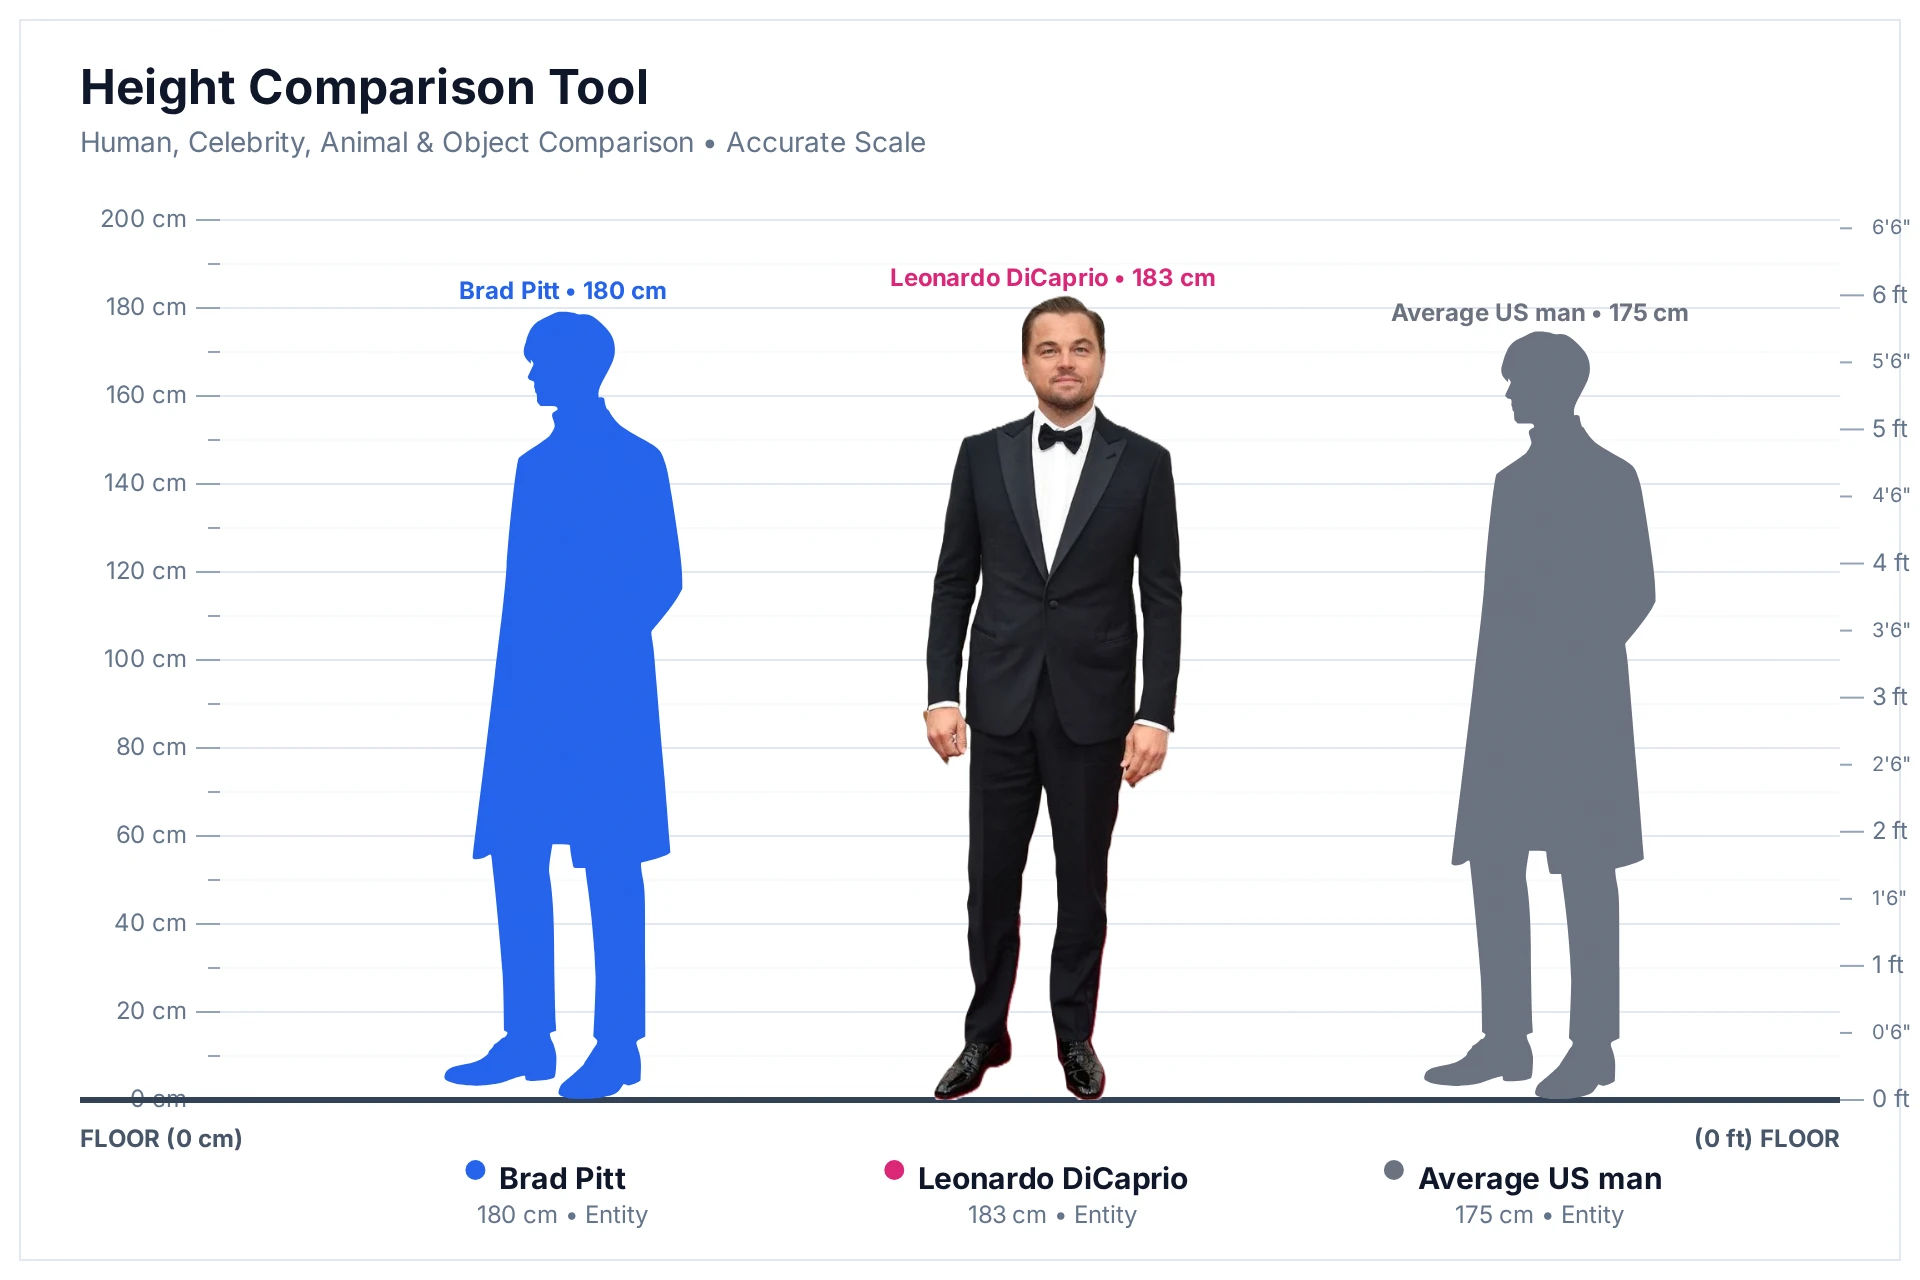 Height Comparison Tool
Human, Celebrity, Animal & Object Comparison • Accurate Scale
200 cm
6'6"
Leonardo DiCaprio • 183 cm
Brad Pitt • 180 cm
180 cm
6 ft
Average US man • 175 cm
5'6"
160 cm
5 ft
140 cm
4'6"
120 cm
4 ft
3'6"
100 cm
3 ft
80 cm
2'6"
60 cm
2 ft
1'6"
40 cm
1 ft
20 cm
0'6"
0 cm
0 ft
FLOOR (0 cm)
(0 ft) FLOOR
Brad Pitt
Leonardo DiCaprio
Average US man
180 cm • Entity
183 cm • Entity
175 cm • Entity